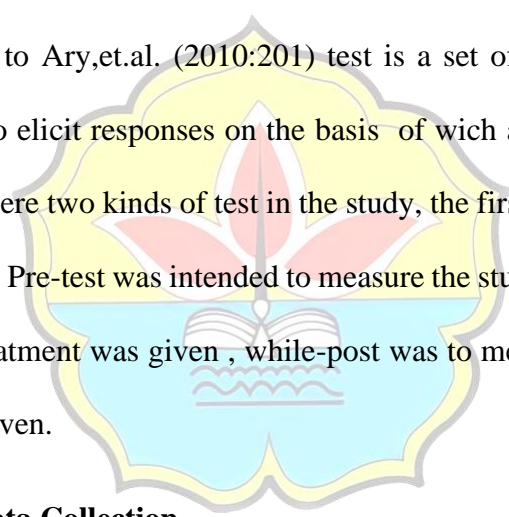 to Ary,et.al. (2010:201) test is a set of
elicit responses on the basis of wich
ere two kinds of test in the study, the firs
Pre-test was intended to measure the stu
atment was given , while-post was to me
ven.
ta Collection